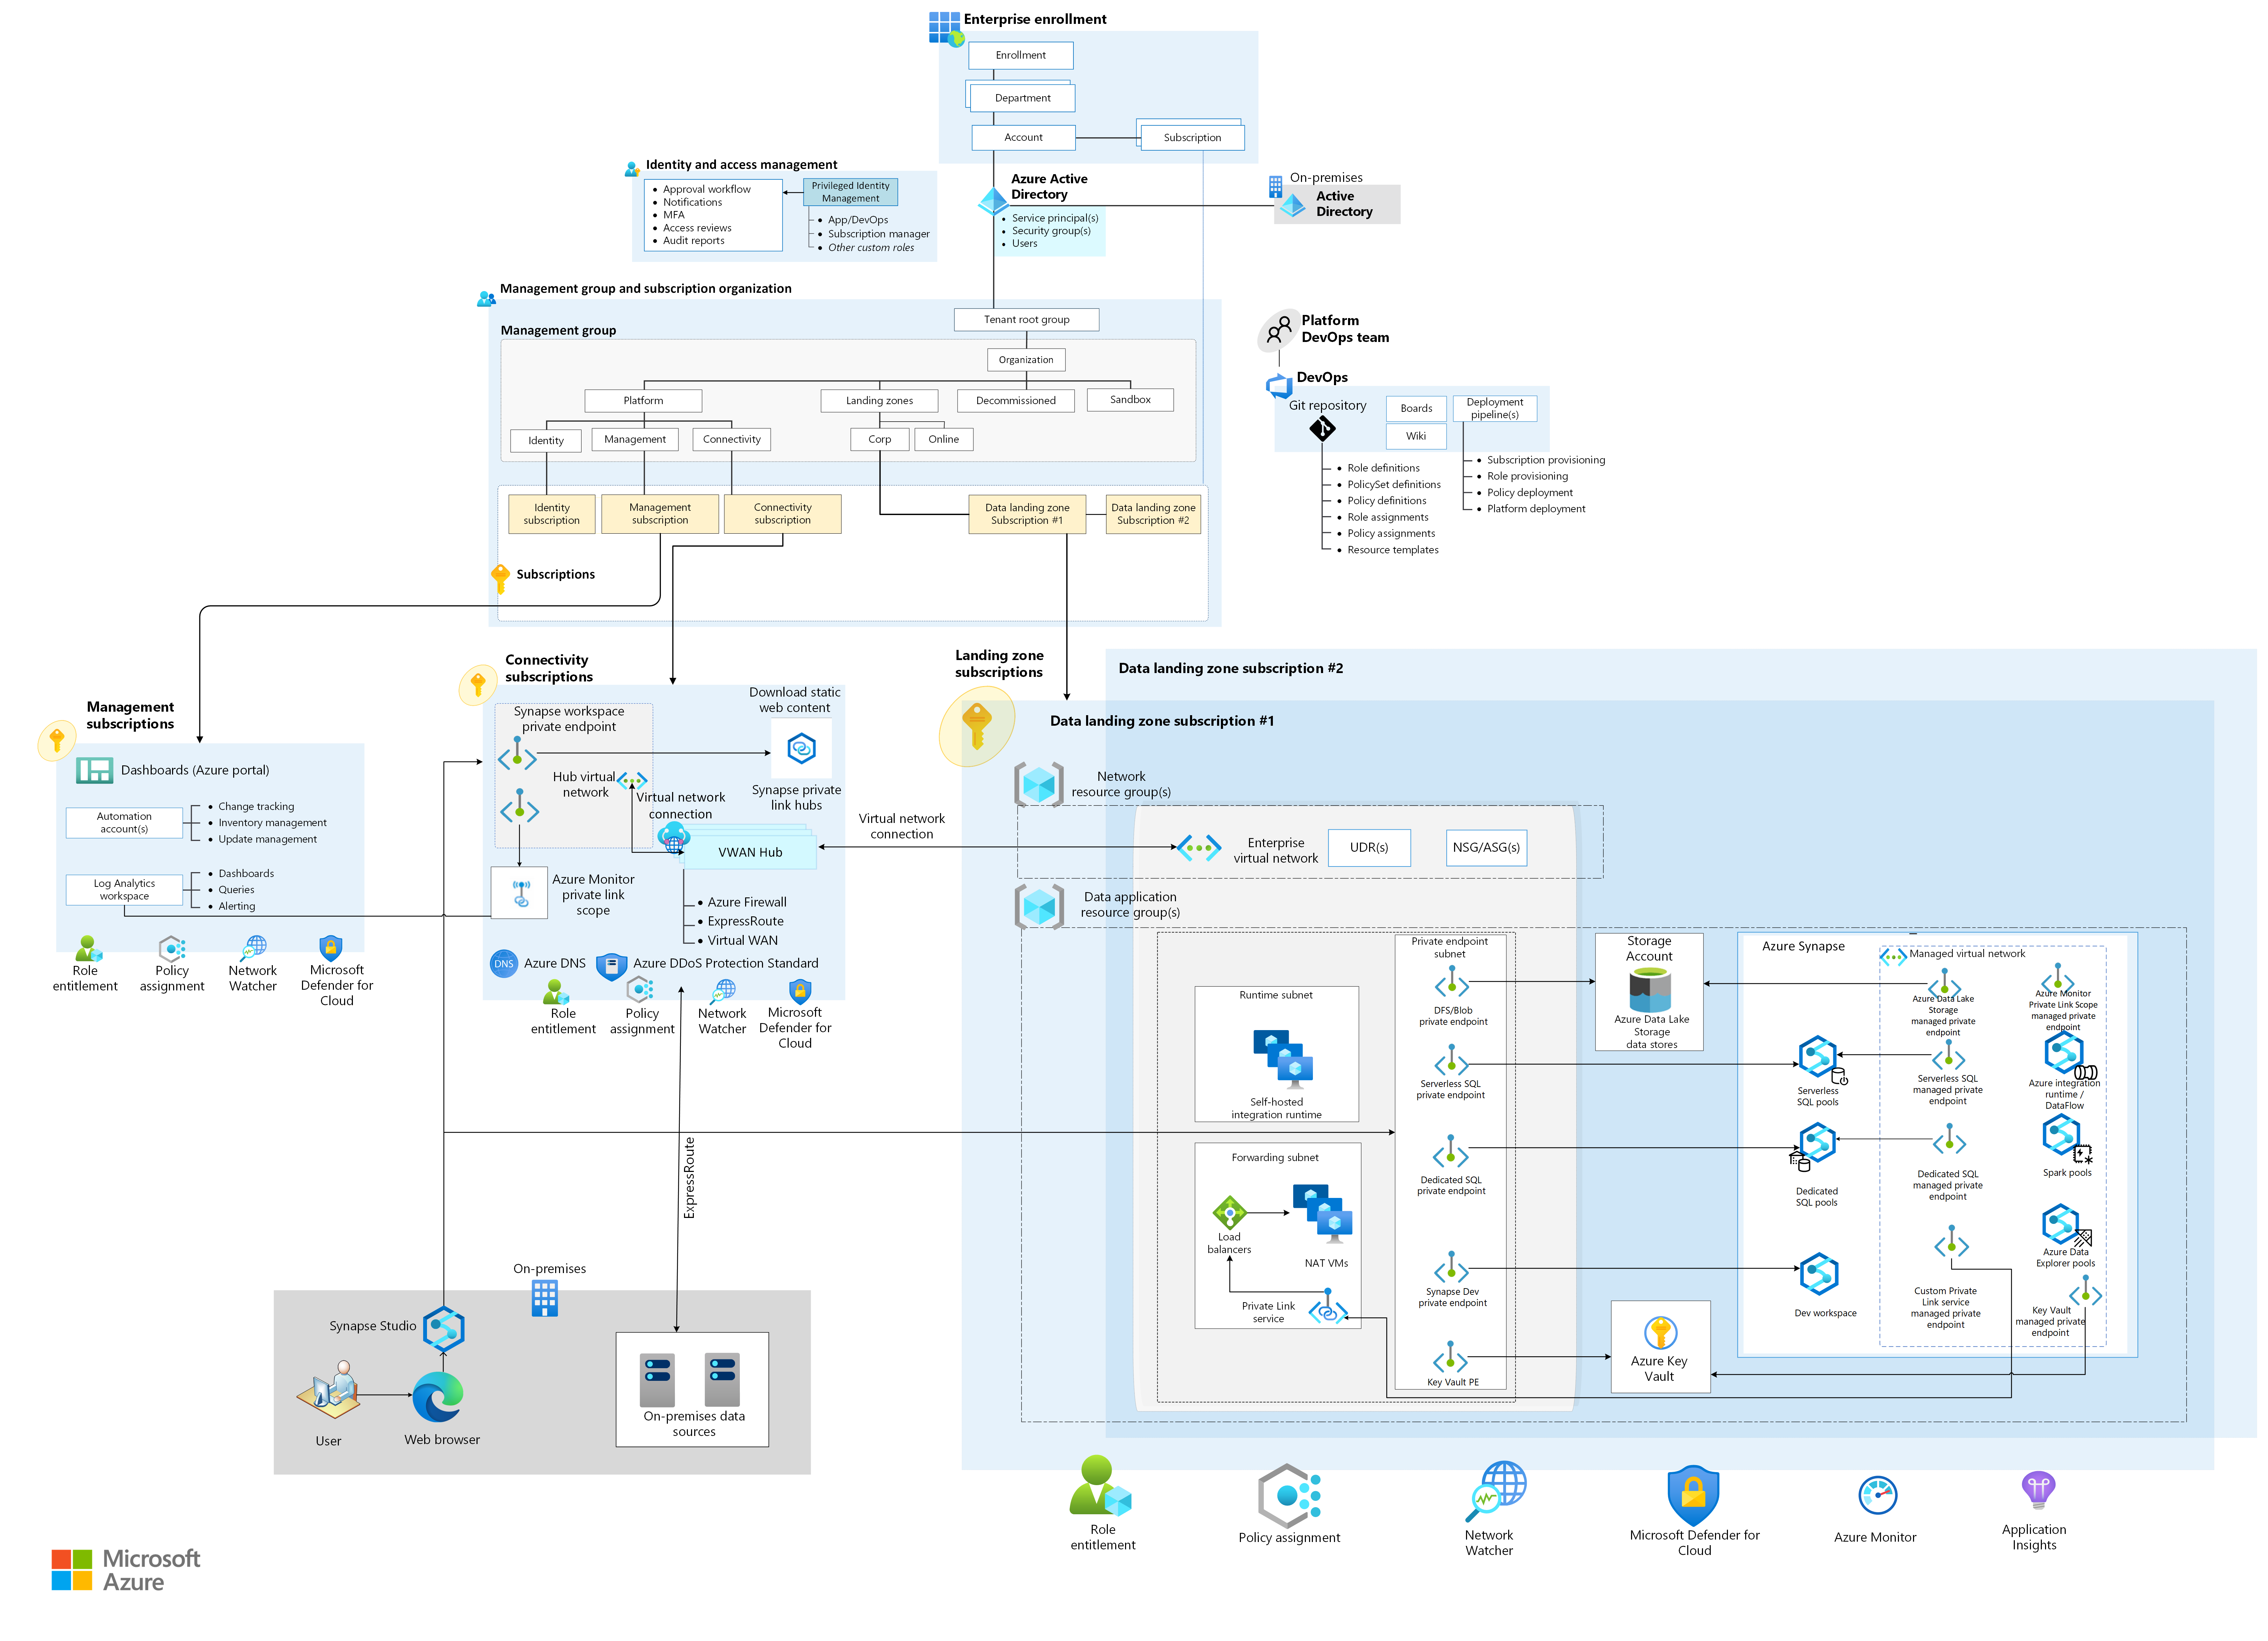 Enterprise enrollment
Enrollment
Department
Account
Subscription
Identity and access management
Approval workflow
Notifications
MFA
Access reviews
Audit reports
Privileged Identity
Management
App/DevOps
Subscription manager
Other custom roles
Azure Active
Directory
Service principal(s)
Security group(s)
Users
On-premises
Active
Directory
Management group and subscription organization
Management group
Tenant root group
Organization
Platform
Landing zones
Decommissioned
Sandbox
Identity
Management
Connectivity
Corp
Online
Identity
subscription
Management
subscription
Connectivity
subscription
Data landing zone
Subscription #1
Data landing zone
Subscription #2
Subscriptions
Platform
DevOps team
DevOps
Git repository
Boards
Wiki
Deployment
pipeline(s)
Role definitions
PolicySet definitions
Policy definitions
Role assignments
Policy assignments
Resource templates
Subscription provisioning
Role provisioning
Policy deployment
Platform deployment
Management
subscriptions
Dashboards (Azure portal)
Automation
account(s)
Change tracking
Inventory management
Update management
Log Analytics
workspace
Dashboards
Queries
Alerting
Role
entitlement
Policy
assignment
Network
Watcher
Microsoft
Defender for
Cloud
Connectivity
subscriptions
Synapse workspace
private endpoint
Download static
web content
Hub virtual
network
Synapse private
link hubs
Virtual network
connection
VWAN Hub
Azure Monitor
private link
scope
Azure Firewall
ExpressRoute
Virtual WAN
DNS
Azure DNS
Azure DDoS Protection Standard
Role
entitlement
Policy
assignment
Network
Watcher
Microsoft
Defender for
Cloud
Virtual network
connection
ExpressRoute
On-premises
Synapse Studio
User
Web browser
On-premises data
sources
Landing zone
subscriptions
Data landing zone subscription #2
Data landing zone subscription #1
Network
resource group(s)
Enterprise
virtual network
UDR(s)
NSG/ASG(s)
Data application
resource group(s)
Runtime subnet
Self-hosted
integration runtime
Forwarding subnet
Load
balancers
NAT VMs
Private Link
service
Private endpoint
subnet
DFS/Blob
private endpoint
Serverless SQL
private endpoint
Dedicated SQL
private endpoint
Synapse Dev
private endpoint
Key Vault PE
Storage
Account
Azure Data Lake
Storage
data stores
Azure Key
Vault
Azure Synapse
Serverless
SQL pools
Dedicated
SQL pools
Dev workspace
Managed virtual network
Azure Data Lake
Storage
managed private
endpoint
Azure Monitor
Private Link Scope
managed private
endpoint
Serverless SQL
managed private
endpoint
Azure integration
runtime /
DataFlow
Dedicated SQL
managed private
endpoint
Spark pools
Azure Data
Explorer pools
Custom Private
Link service
managed private
endpoint
Key Vault
managed private
endpoint
Role
entitlement
Policy assignment
Network
Watcher
Microsoft Defender for
Cloud
Azure Monitor
Application
Insights
Microsoft
Azure